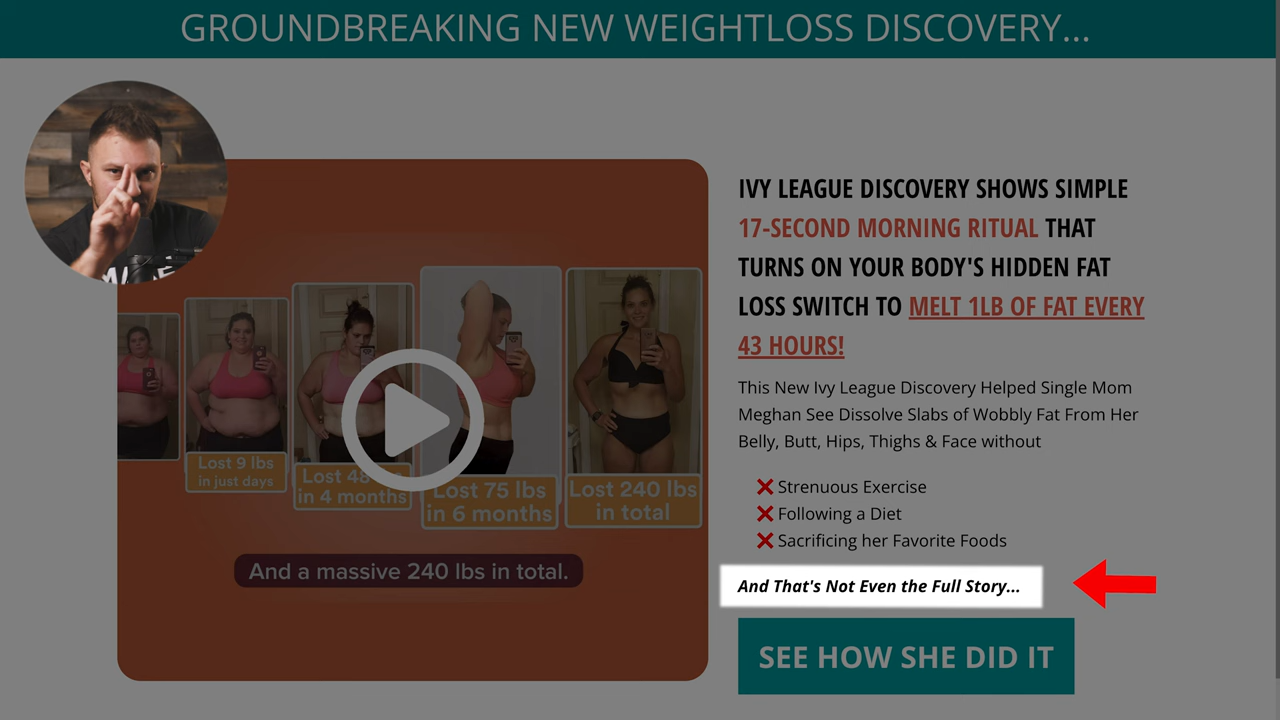 GROUNDBREAKING NEW WEIGHTLOSS DISCOVERY...
IVY LEAGUE DISCOVERY SHOWS SIMPLE
17-SECOND MORNING RITUAL THAT
TURNS ON YOUR BODY'S HIDDEN FAT
LOSS SWITCH TO MELT 1LB OF FAT EVERY
43 HOURS!
This New Ivy League Discovery Helped Single Mom
Meghan See Dissolve Slabs of Wobbly Fat From Her
Belly, Butt, Hips, Thighs & Face without
Strenuous Exercise
Following a Diet
Sacrificing her Favorite Foods
And That's Not Even the Full Story...
SEE HOW SHE DID IT
Lost 9 lbs
in just days
Lost 48
in 4 months
Lost 75 lbs
in 6 months
Lost 240 lbs
in total
And a massive 240 lbs in total.